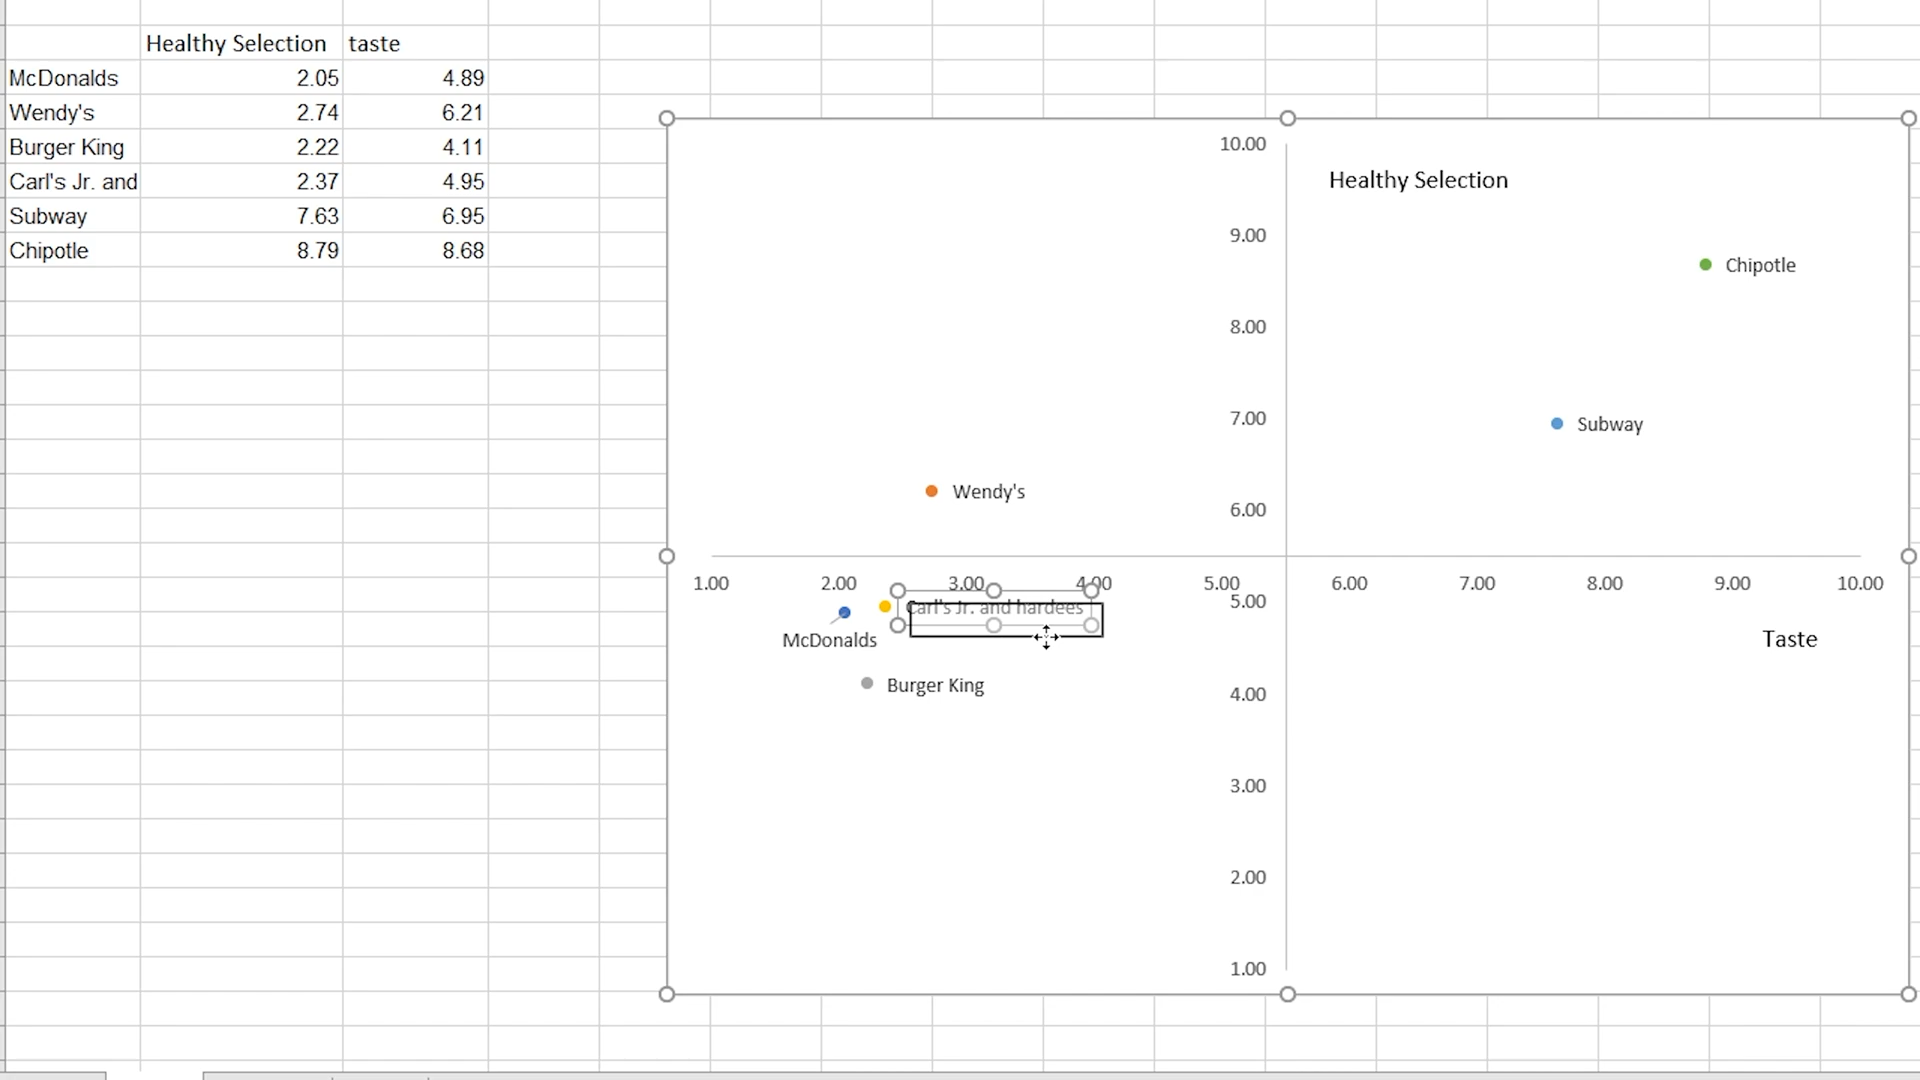 Healthy Selection taste
McDonalds 2.05 4.89
Wendy's 2.74 6.21
Burger King 2.22 4.11
Carl's Jr. and 2.37 4.95
Subway 7.63 6.95
Chipotle 8.79 8.68
10.00
Healthy Selection
9.00
Chipotle
8.00
7.00
Subway
Wendy's
6.00
1.00 2.00 3.00 4.00 5.00 6.00 7.00 8.00 9.00 10.00
5.00
Carl's Jr. and hardees
McDonalds
Taste
Burger King
4.00
3.00
2.00
1.00